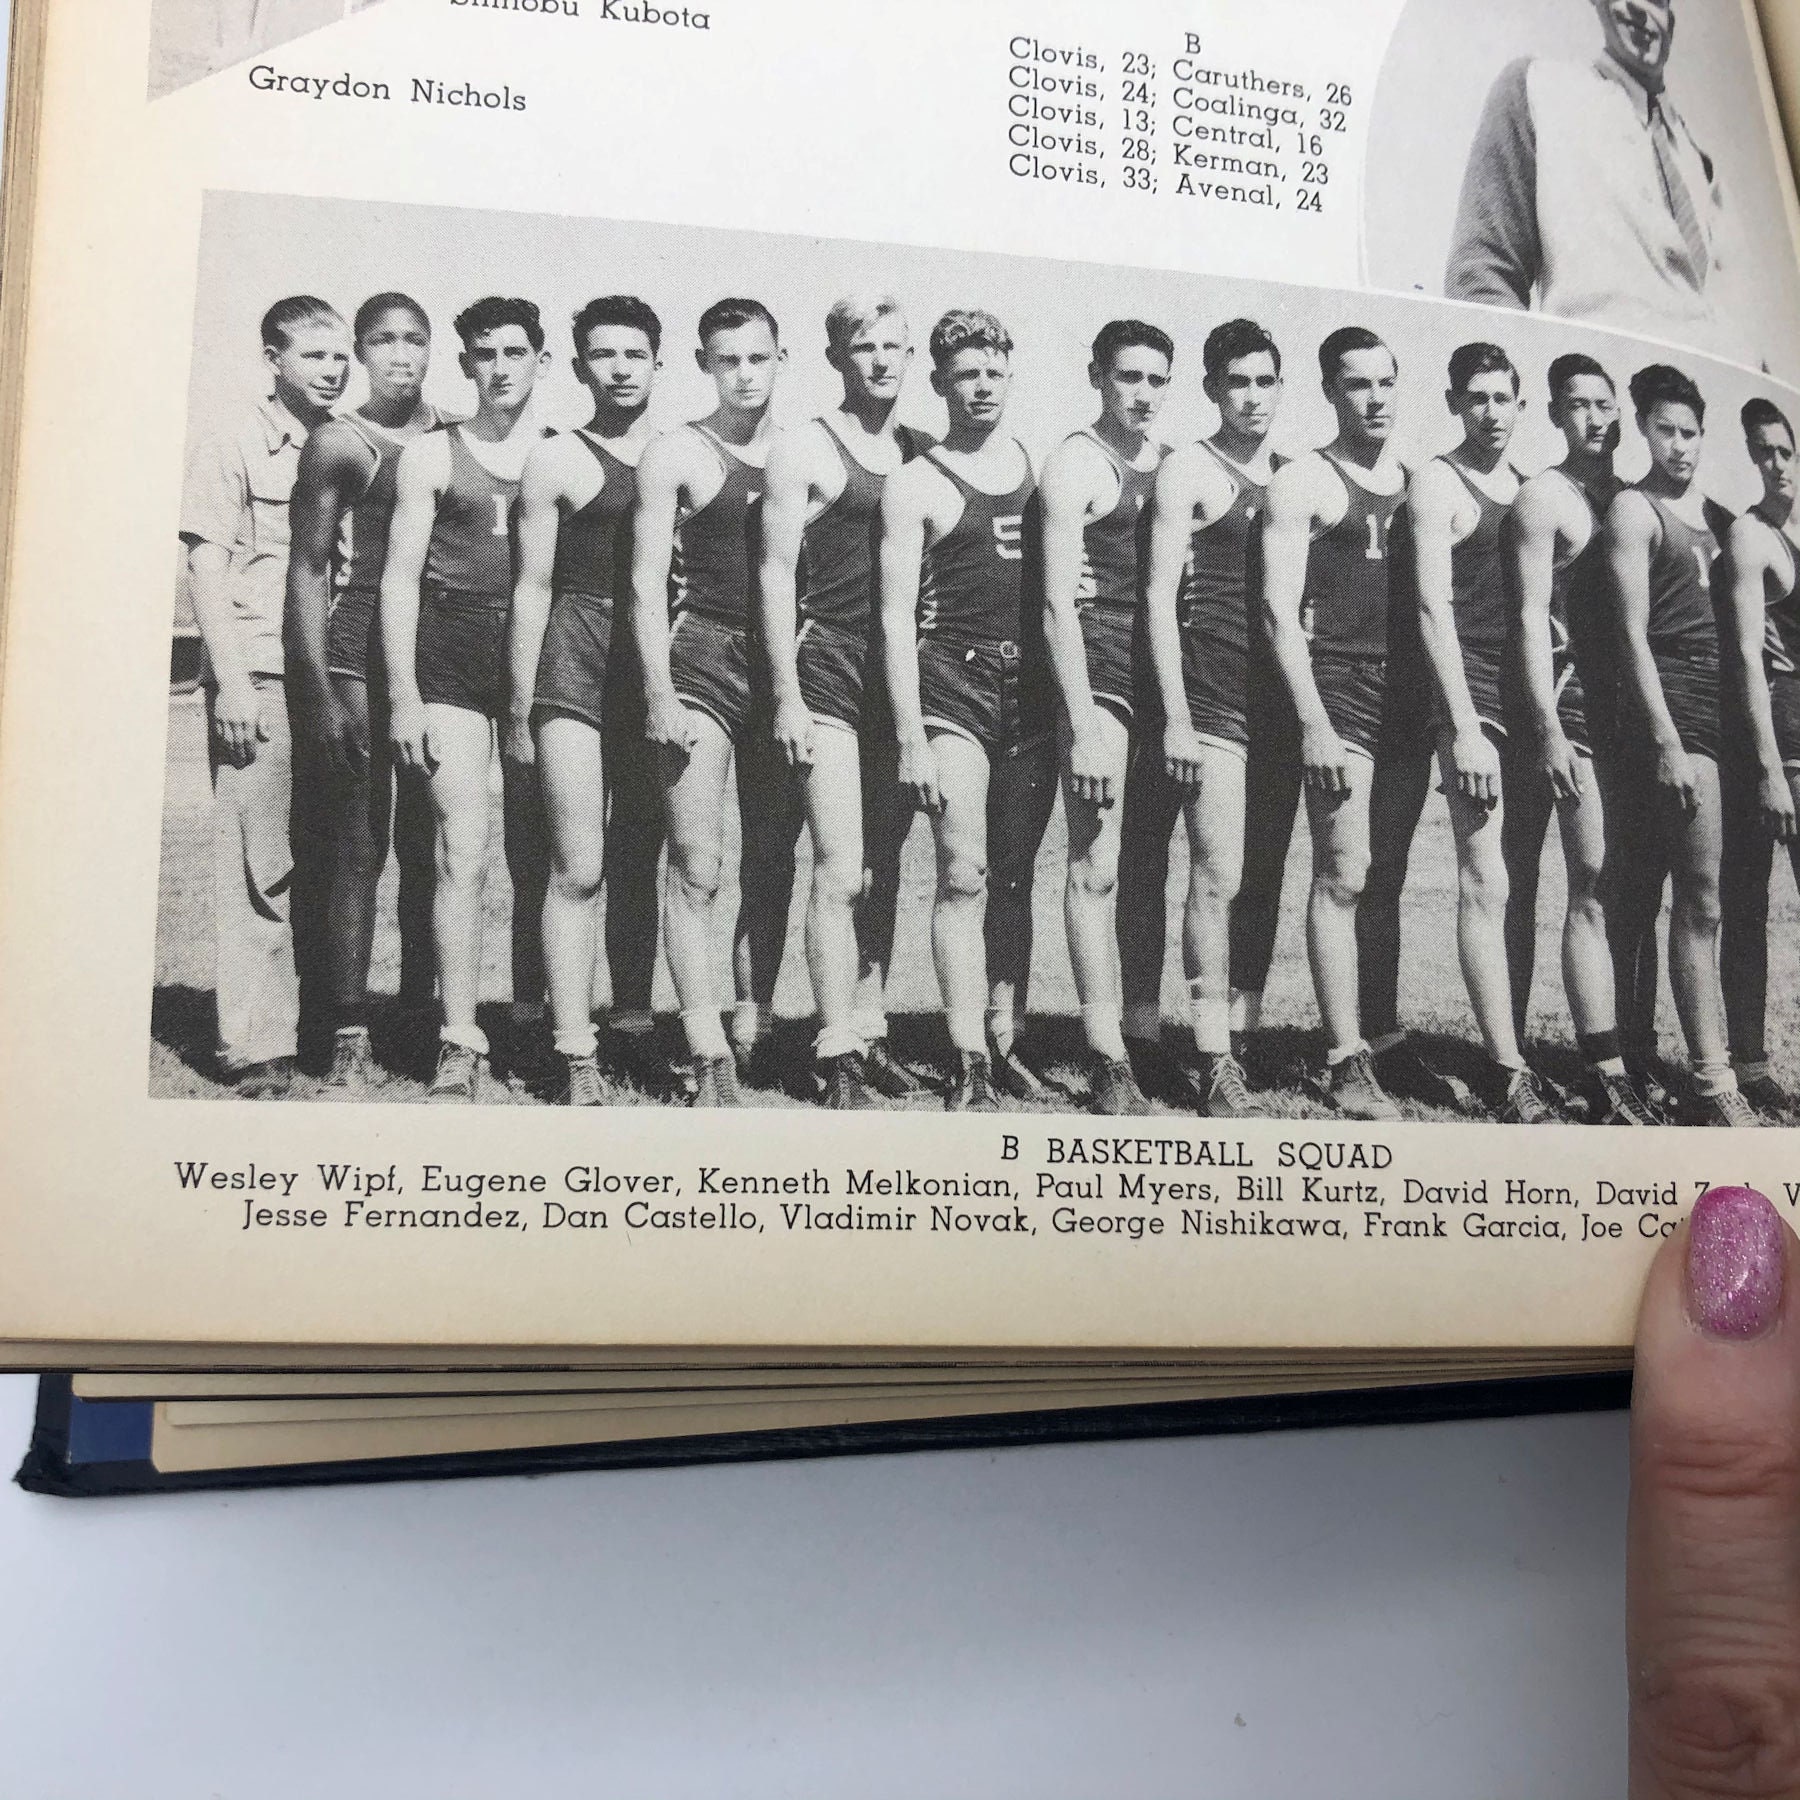 Kubota
Graydon Nichols
B
Clovis, 23; Caruthers, 26
Clovis, 24; Coalinga, 32
Clovis, 13; Central, 16
Clovis, 28; Kerman, 23
Clovis, 33; Avenal, 24
1
5
B BASKETBALL SQUAD
Wesley Wipf, Eugene Glover, Kenneth Melkonian, Paul Myers, Bill Kurtz, David Horn, David
Jesse Fernandez, Dan Castello, Vladimir Novak, George Nishikawa, Frank Garcia, Joe